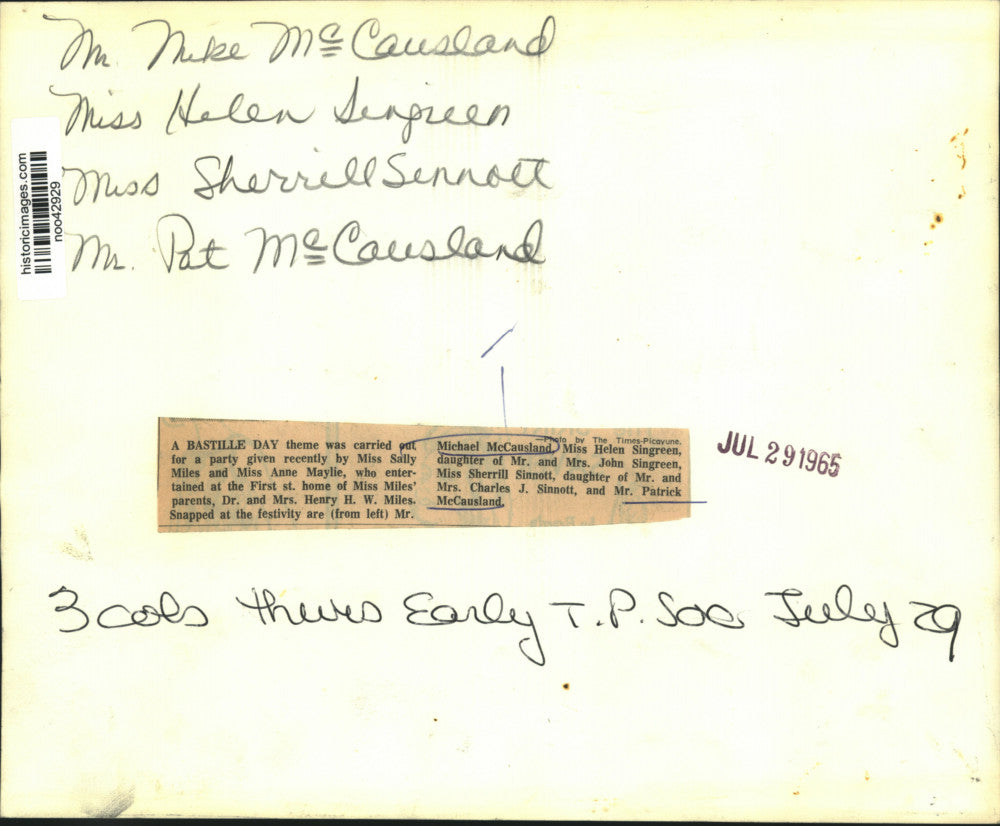 Mr. Mike McCausland
Miss Helen Singreen
Miss Sherrill Sinnott
Mr. Pat McCausland
historicimages.com
noo42929
A BASTILLE DAY theme was carried out
for a party given recently by Miss Sally
Miles and Miss Anne Maylie, who enter-
tained at the First st. home of Miss Miles'
parents, Dr. and Mrs. Henry H. W. Miles.
Snapped at the festivity are (from left) Mr.
—Photo by The Times-Picayune.
Michael McCausland, Miss Helen Singreen,
daughter of Mr. and Mrs. John Singreen,
Miss Sherrill Sinnott, daughter of Mr. and
Mrs. Charles J. Sinnott, and Mr. Patrick
McCausland.
JUL 29 1965
3 cols thurs Early T.P. Soc July 29